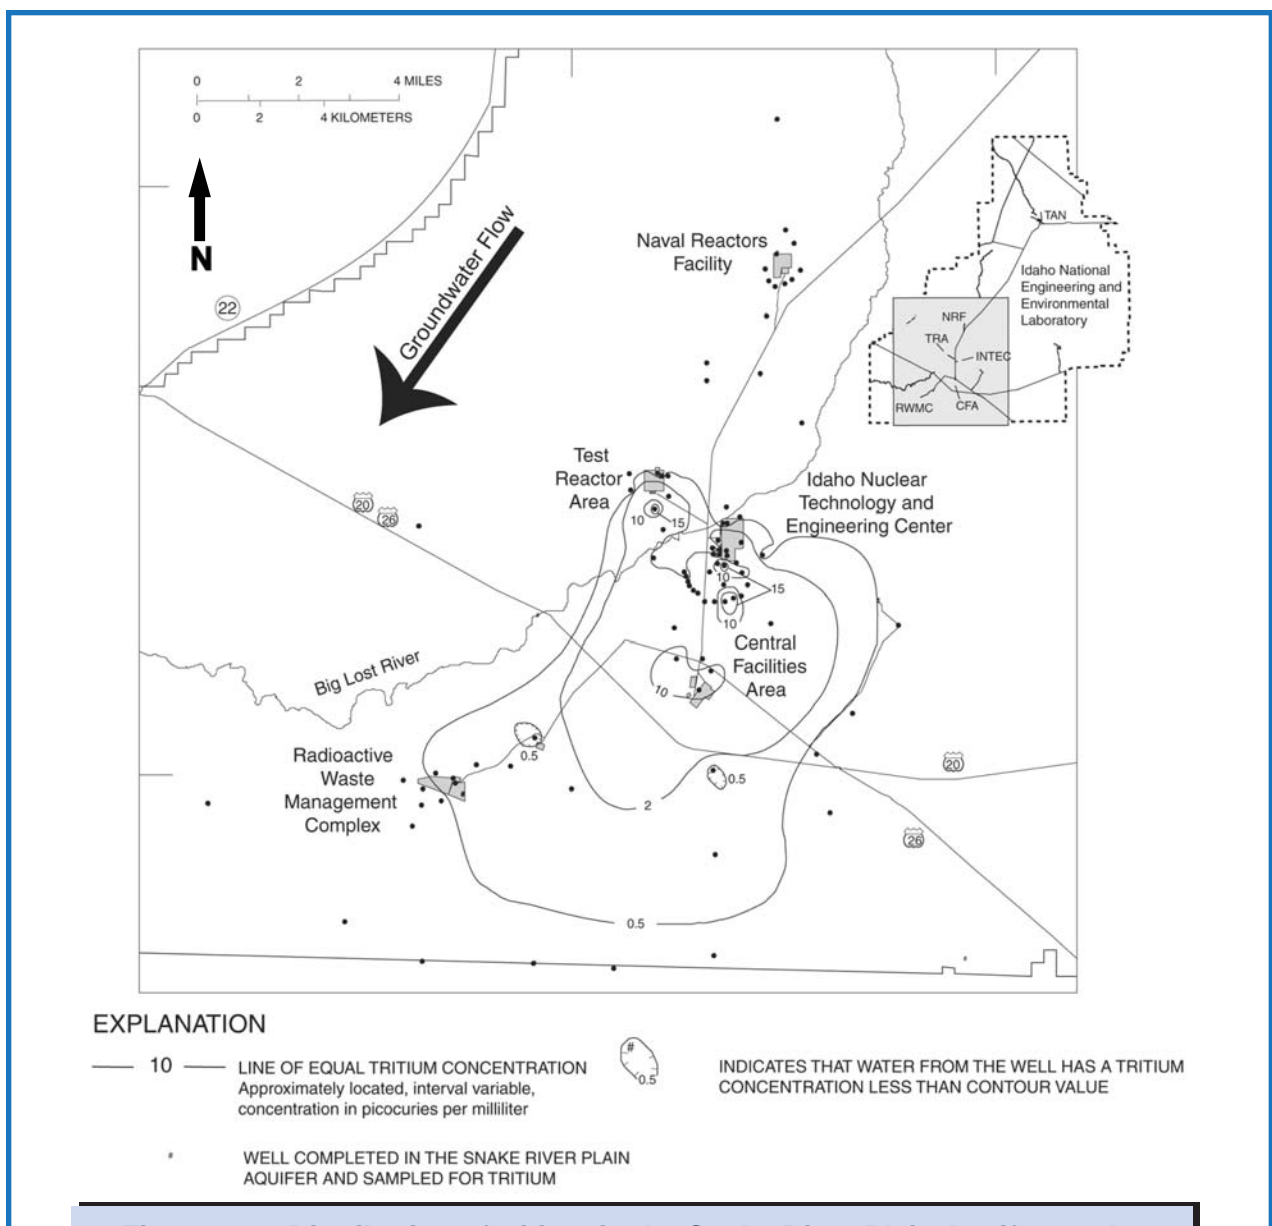 0 2 4 MILES
0 2 4 KILOMETERS
N
22
Groundwater Flow
Naval Reactors
Facility
TAN
Idaho National
Engineering and
Environmental
Laboratory
NRF
TRA
INTEC
RWMC
CFA
Test
Reactor
Area
Idaho Nuclear
Technology and
Engineering Center
20
26
10
15
10
15
10
Central
Facilities
Area
10
Big Lost River
0.5
Radioactive
Waste
Management
Complex
0.5
20
2
26
0.5
EXPLANATION
10
LINE OF EQUAL TRITIUM CONCENTRATION
Approximately located, interval variable,
concentration in picocuries per milliliter
#
0.5
INDICATES THAT WATER FROM THE WELL HAS A TRITIUM
CONCENTRATION LESS THAN CONTOUR VALUE
#
WELL COMPLETED IN THE SNAKE RIVER PLAIN
AQUIFER AND SAMPLED FOR TRITIUM